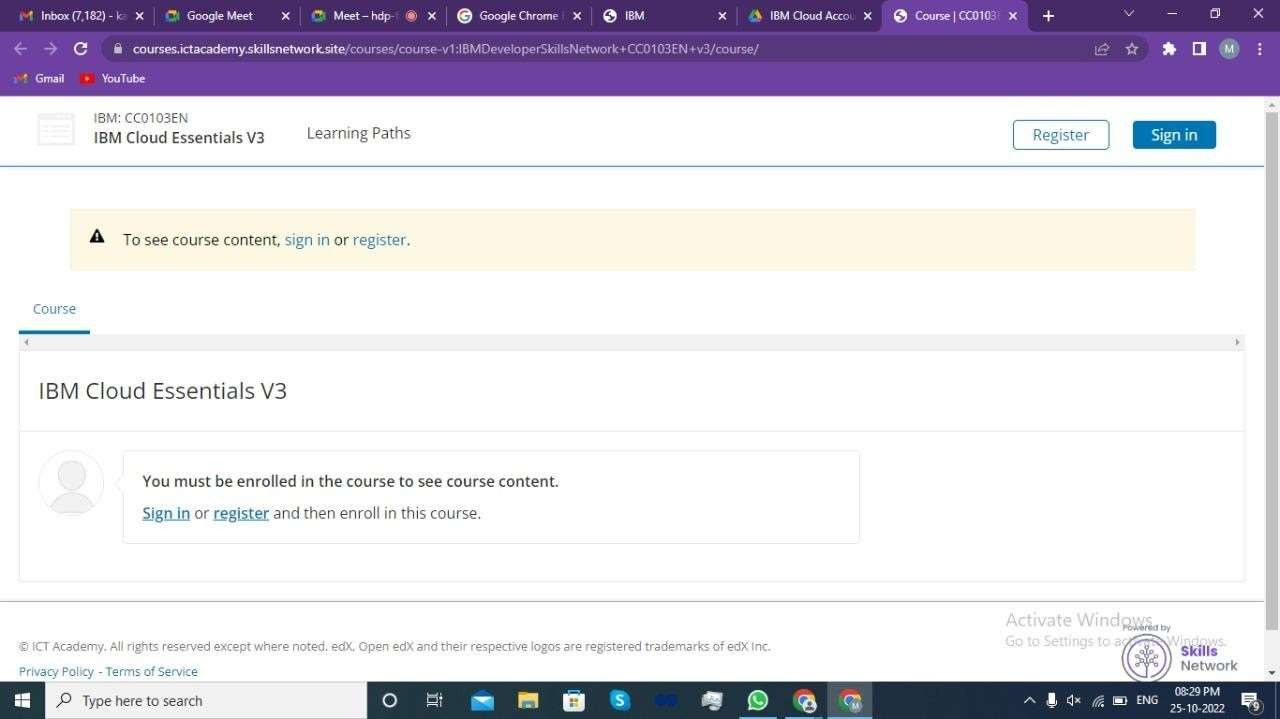 Inbox (7,182) - ka
Google Meet
Meet – hdp-t
Google Chrome
IBM
IBM Cloud Accou
Course | CC0103
courses.ictacademy.skillsnetwork.site/courses/course-v1:IBMDeveloperSkillsNetwork+CC0103EN+v3/course/
M
Gmail
YouTube
IBM: CC0103EN
IBM Cloud Essentials V3
Learning Paths
Register
Sign in
To see course content, sign in or register.
Course
IBM Cloud Essentials V3
You must be enrolled in the course to see course content.
Sign in or register and then enroll in this course.
Activate Windows
Go to Settings to activate Windows.
Powered by
Skills
Network
© ICT Academy. All rights reserved except where noted. edX, Open edX and their respective logos are registered trademarks of edX Inc.
Privacy Policy - Terms of Service
Type here to search
ENG
08:29 PM
25-10-2022
9